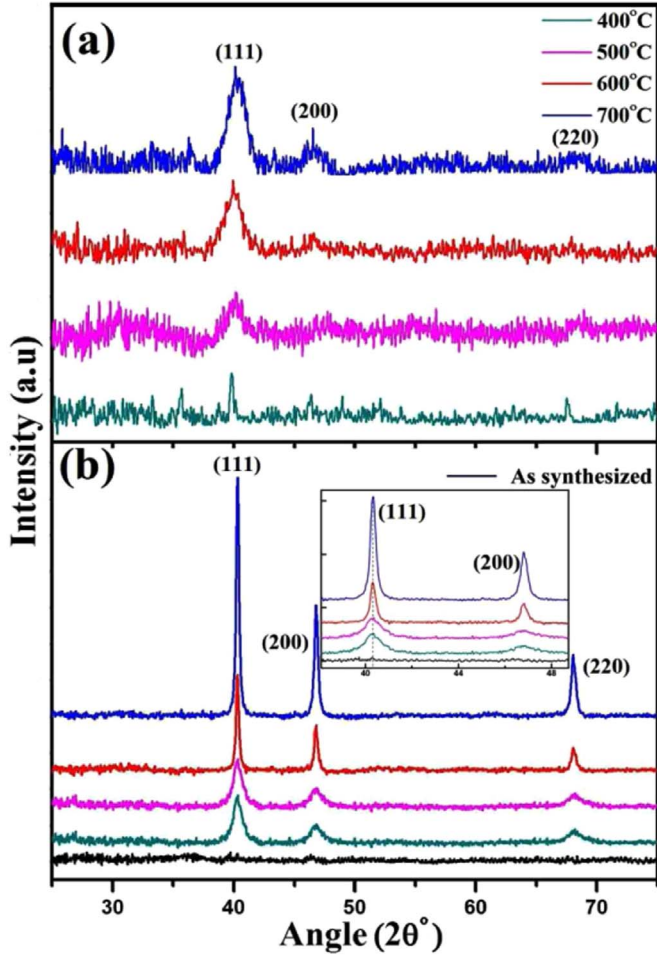 (a)
400°C
500°C
600°C
700°C
(111)
(200)
(220)
Intensity (a.u)
(b)
As synthesized
(111)
(200)
(220)
(111)
(200)
40
44
48
30
40
50
60
70
Angle (2θ°)